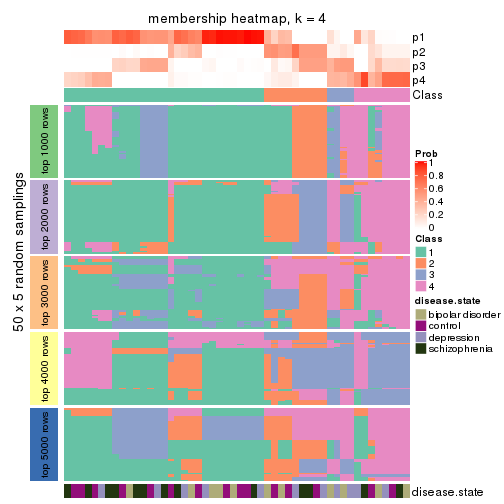 membership heatmap, k = 4
p1
p2
p3
p4
Class
50 x 5 random samplings
top 1000 rows
top 2000 rows
top 3000 rows
top 4000 rows
top 5000 rows
disease.state
Prob
1
0.8
0.6
0.4
0.2
0
Class
1
2
3
4
disease.state
bipolar disorder
control
depression
schizophrenia